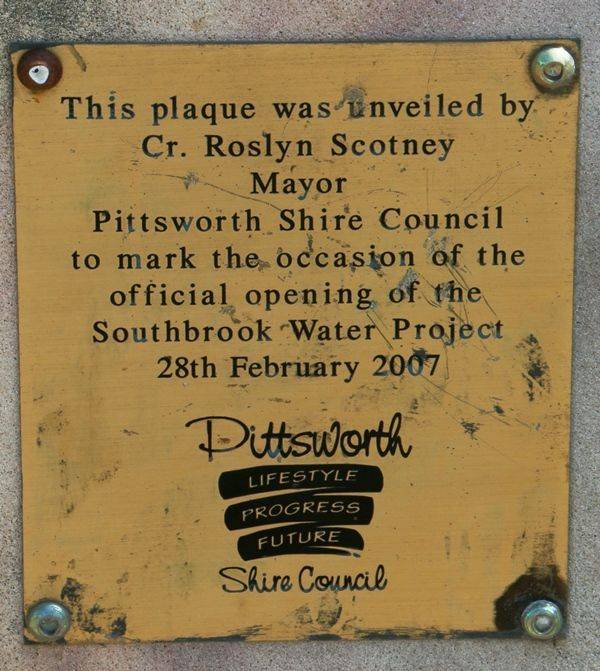 This plaque was unveiled by
Cr. Roslyn Scotney
Mayor
Pittsworth Shire Council
to mark the occasion of the
official opening of the
Southbrook Water Project
28th February 2007
Pittsworth
LIFESTYLE
PROGRESS
FUTURE
Shire Council